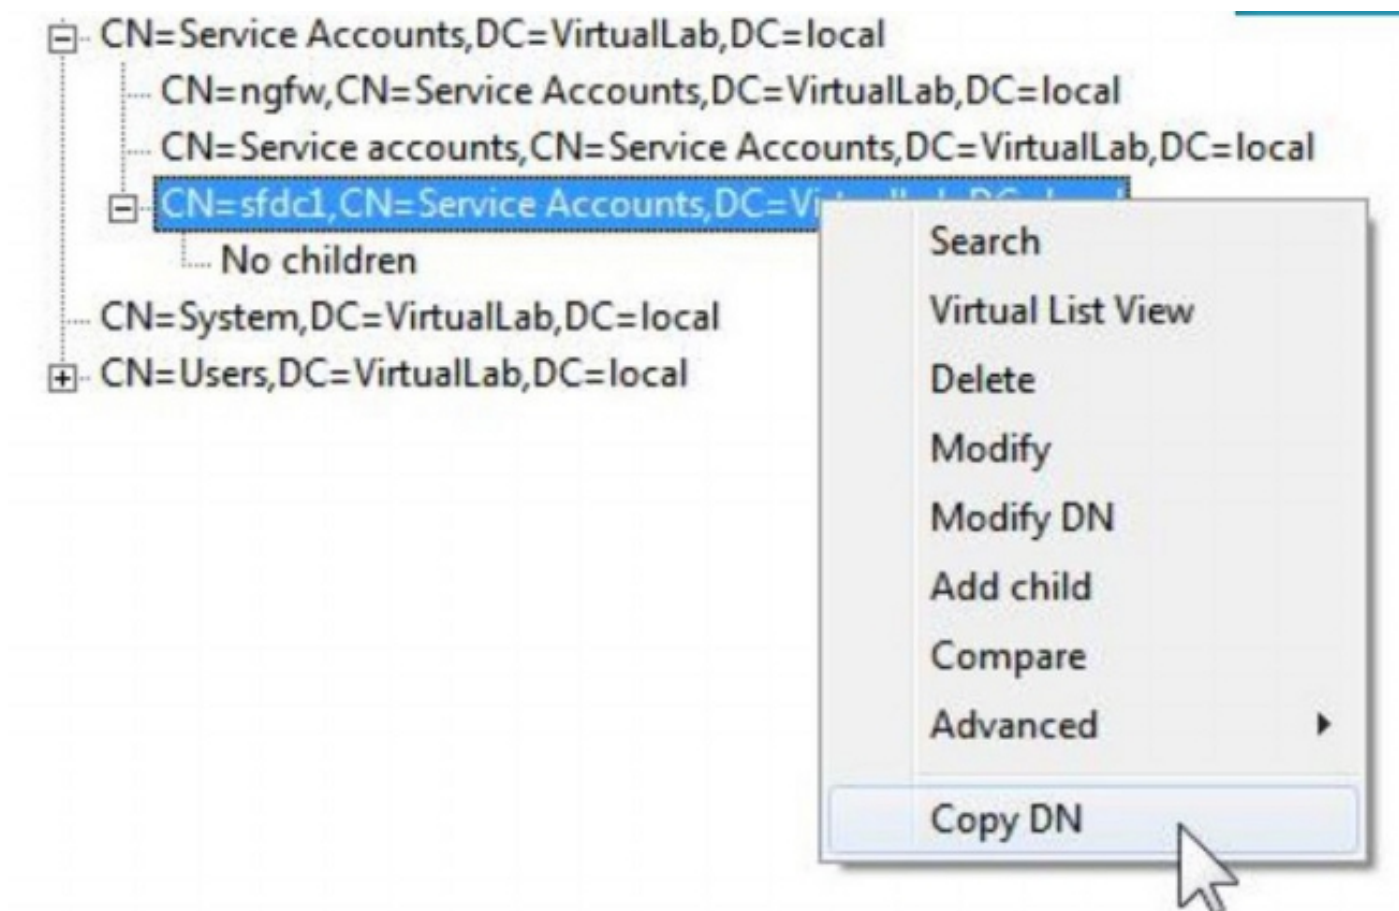 CN=Service Accounts,DC=VirtualLab,DC=local
CN=ngfw,CN=Service Accounts,DC=VirtualLab,DC=local
CN=Service accounts,CN=Service Accounts,DC=VirtualLab,DC=local
CN=sfdc1,CN=Service Accounts,DC=
No children
CN=System,DC=VirtualLab,DC=local
CN=Users,DC=VirtualLab,DC=local
Search
Virtual List View
Delete
Modify
Modify DN
Add child
Compare
Advanced
Copy DN